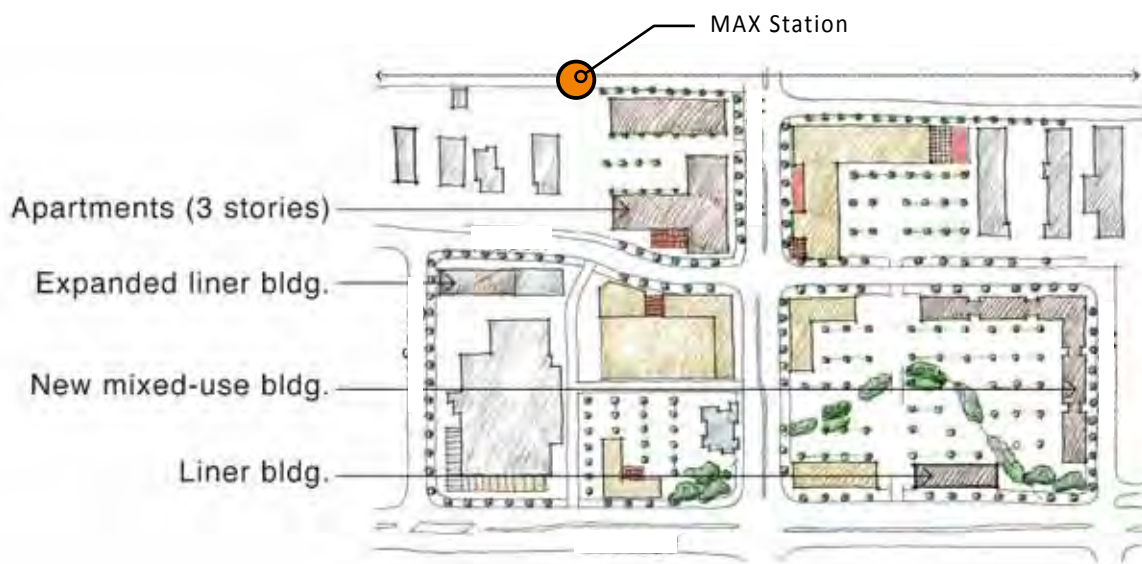 MAX Station
Apartments (3 stories)
Expanded liner bldg.
New mixed-use bldg.
Liner bldg.